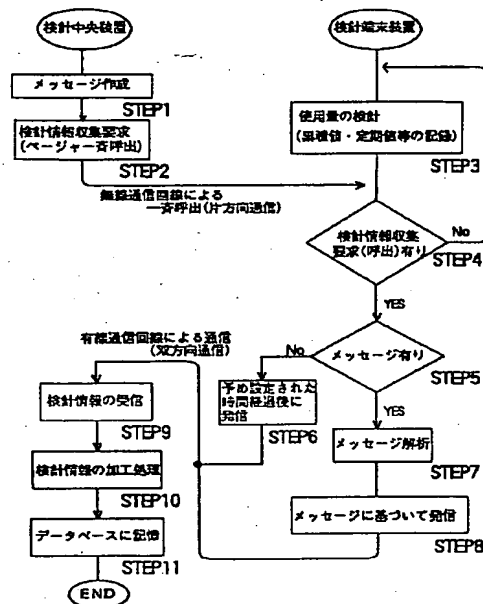 検針中央装置
メッセージ作成
STEP1
検針情報収集要求
(ページャ一斉呼出)
STEP2
無線通信回線による
一斉呼出(片方向通信)
検針端末装置
使用量の検針
(累積値・定期値等の記録)
STEP3
検針情報収集
要求(呼出)有り
No
STEP4
YES
メッセージ有り
No
STEP5
予め設定された
時間経過後に
発信
STEP6
YES
メッセージ解析
STEP7
メッセージに基づいて発信
STEP8
有線通信回線による通信
(双方向通信)
検針情報の受信
STEP9
検針情報の加工処理
STEP10
データベースに記憶
STEP11
END